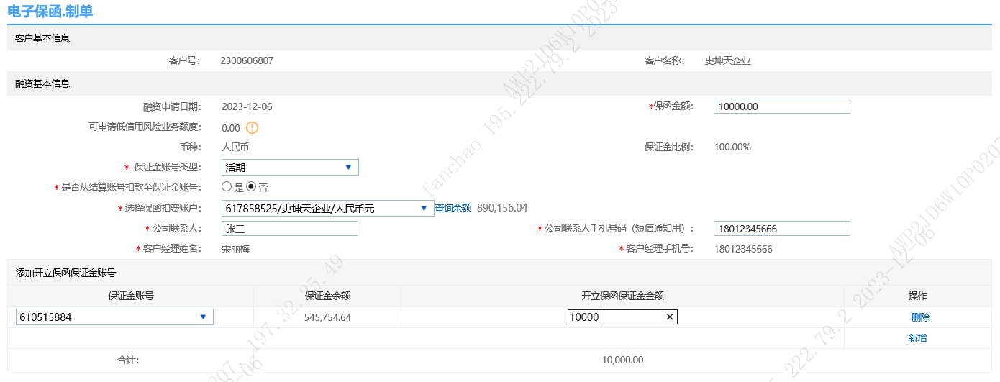 电子保函.制单
客户基本信息
客户号： 2300606807 客户名称： 史坤天企业
融资基本信息
融资申请日期： 2023-12-06 *保函金额： 10000.00
可申请低信用风险业务额度： 0.00
币种： 人民币 保证金比例： 100.00%
* 保证金账号类型： 活期
* 是否从结算账号扣款至保证金账号： 是 否
* 选择保函扣费账户： 617858525/史坤天企业/人民币元 查询余额 890,156.04
* 公司联系人： 张三 * 公司联系人手机号码（短信通知用）： 18012345666
* 客户经理姓名： 宋丽梅 * 客户经理手机号： 18012345666
添加开立保函保证金账号
保证金账号 保证金余额 开立保函保证金金额 操作
610515884 545,754.64 10000 × 删除
新增
合计： 10,000.00
fanchao 195.222.79.2 2023-
AWP21D6W10P020
207.197.32.25.49
3-06
222.79.2 2023-12-06
AWP21D6W10P0207